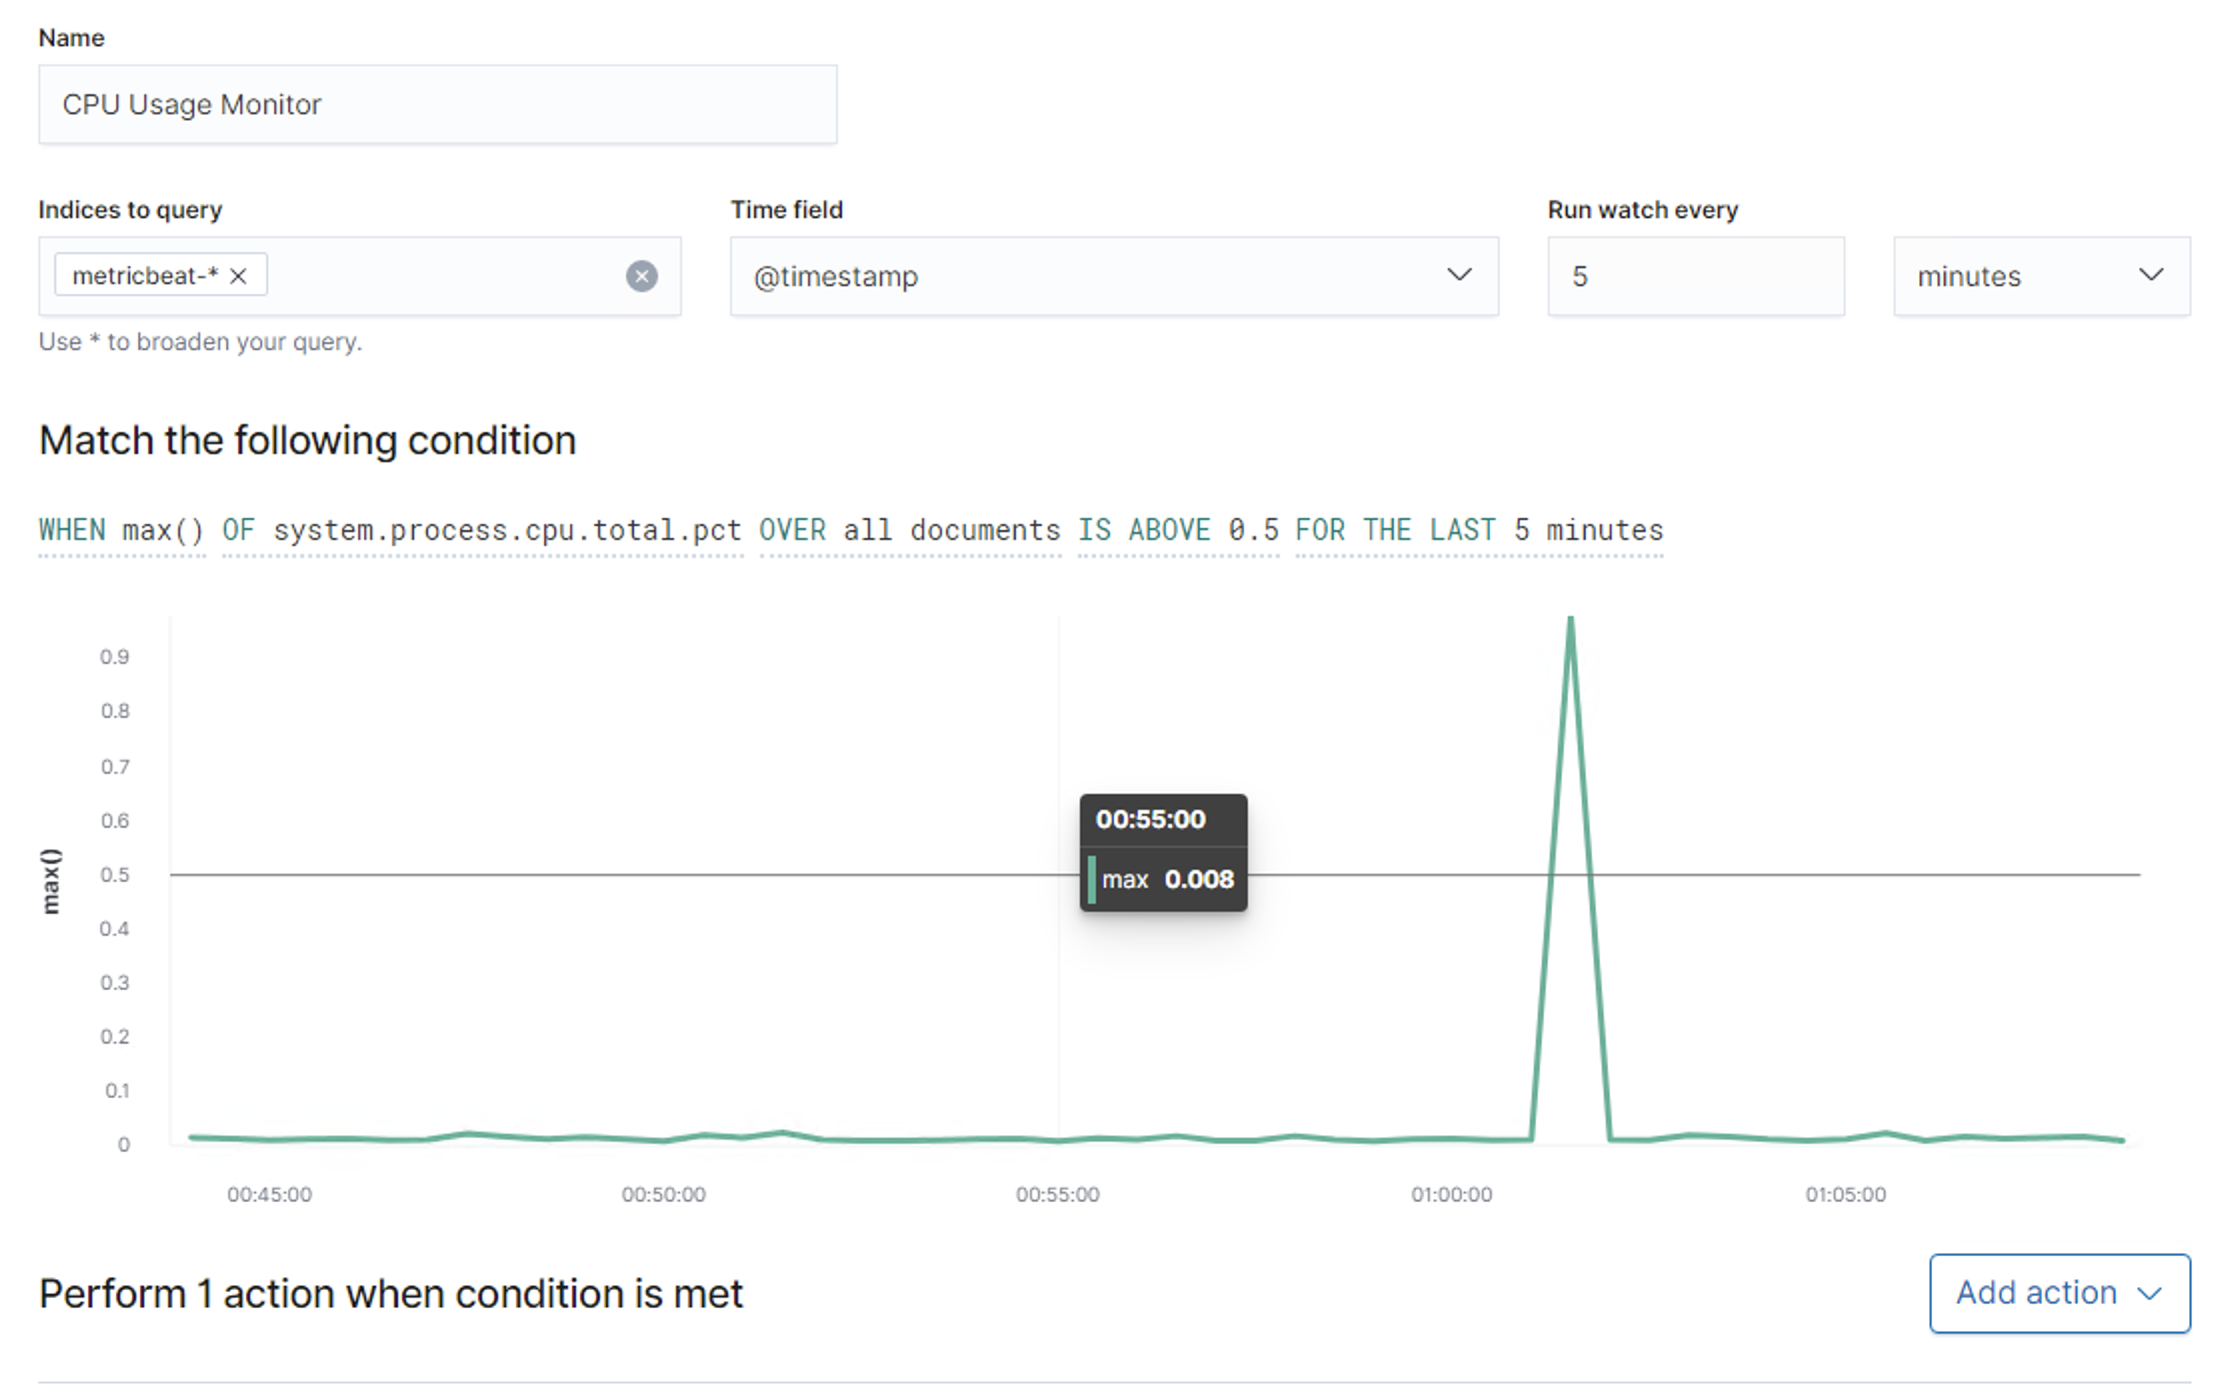 Name
CPU Usage Monitor
Indices to query
Time field
Run watch every
metricbeat-*
@timestamp
5
minutes
Use * to broaden your query.
Match the following condition
WHEN max() OF system.process.cpu.total.pct OVER all documents IS ABOVE 0.5 FOR THE LAST 5 minutes
max()
0.9
0.8
0.7
0.6
0.5
0.4
0.3
0.2
0.1
0
00:55:00
max 0.008
00:45:00
00:50:00
00:55:00
01:00:00
01:05:00
Perform 1 action when condition is met
Add action